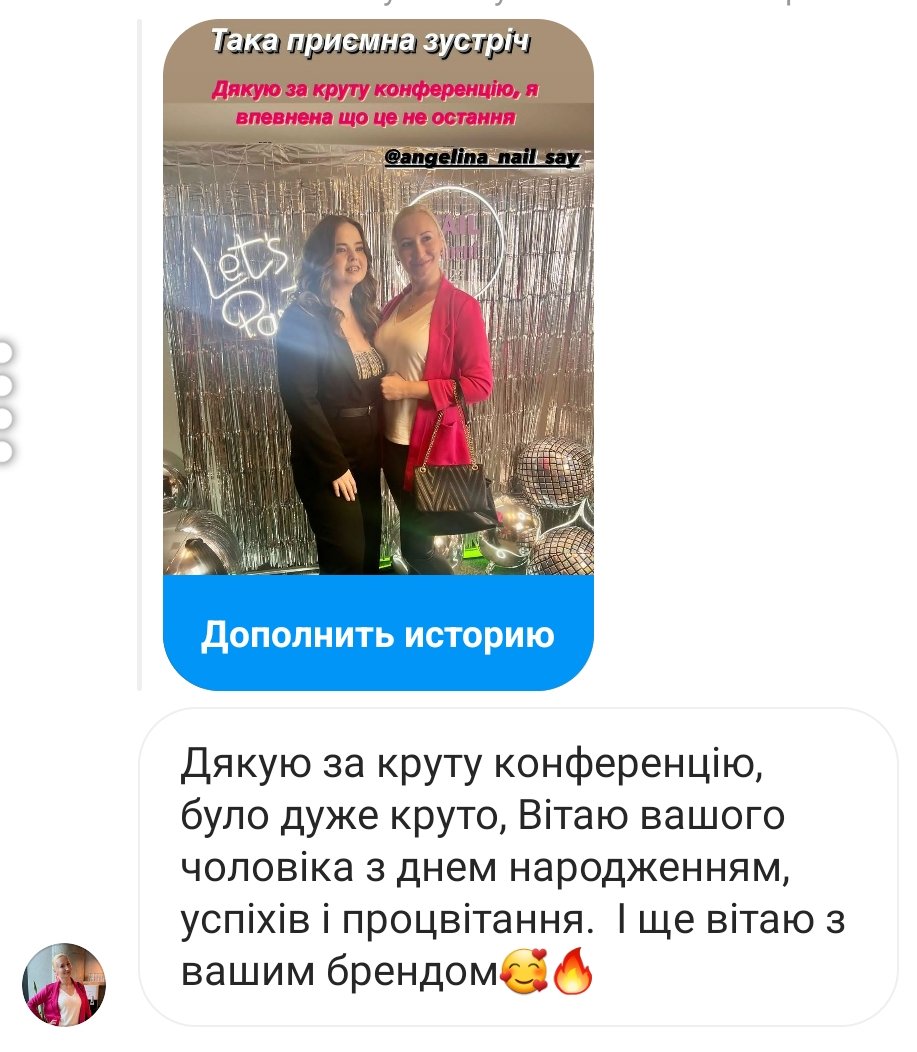 Така приємна зустріч
Дякую за круту конференцію, я
впевнена що це не остання
@angelina_nail_say
Let's
Дополнить историю
Дякую за круту конференцію,
було дуже круто, Вітаю вашого
чоловіка з днем народженням,
успіхів і процвітання.  І ще вітаю з
вашим брендом🥰🔥